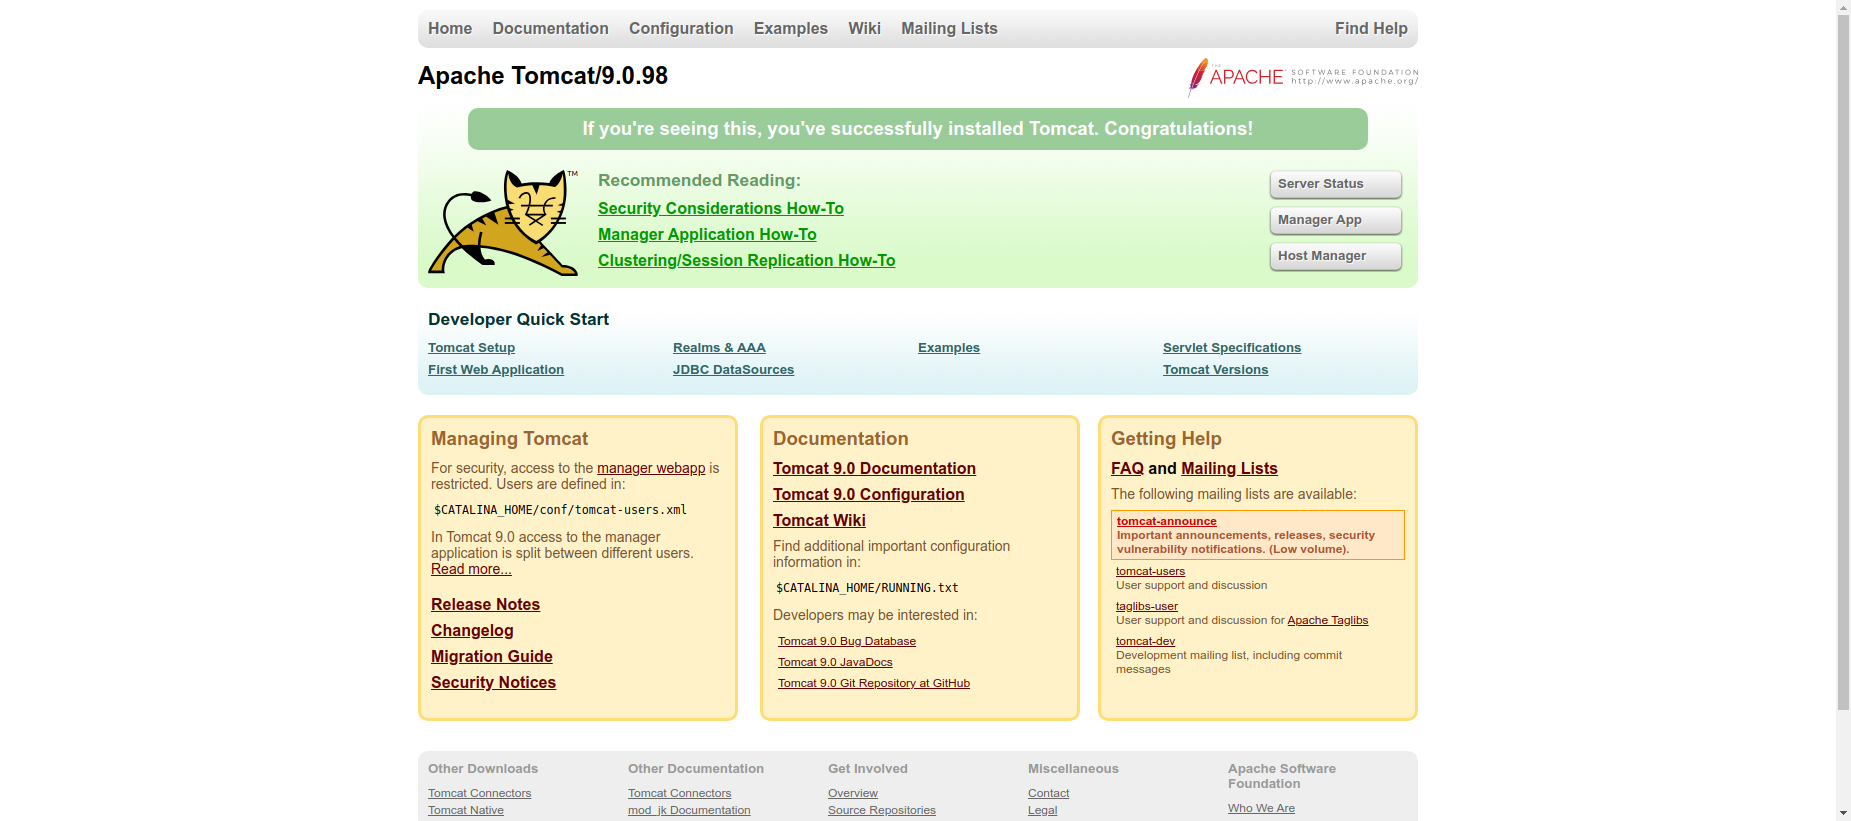 Home Documentation Configuration Examples Wiki Mailing Lists Find Help
Apache Tomcat/9.0.98
THE
APACHE SOFTWARE FOUNDATION
http://www.apache.org/
If you're seeing this, you've successfully installed Tomcat. Congratulations!
TM
Recommended Reading:
Security Considerations How-To
Manager Application How-To
Clustering/Session Replication How-To
Server Status
Manager App
Host Manager
Developer Quick Start
Tomcat Setup
First Web Application
Realms & AAA
JDBC DataSources
Examples
Servlet Specifications
Tomcat Versions
Managing Tomcat
For security, access to the manager webapp is
restricted. Users are defined in:
$CATALINA_HOME/conf/tomcat-users.xml
In Tomcat 9.0 access to the manager
application is split between different users.
Read more...
Release Notes
Changelog
Migration Guide
Security Notices
Documentation
Tomcat 9.0 Documentation
Tomcat 9.0 Configuration
Tomcat Wiki
Find additional important configuration
information in:
$CATALINA_HOME/RUNNING.txt
Developers may be interested in:
Tomcat 9.0 Bug Database
Tomcat 9.0 JavaDocs
Tomcat 9.0 Git Repository at GitHub
Getting Help
FAQ and Mailing Lists
The following mailing lists are available:
tomcat-announce
Important announcements, releases, security
vulnerability notifications. (Low volume).
tomcat-users
User support and discussion
taglibs-user
User support and discussion for Apache Taglibs
tomcat-dev
Development mailing list, including commit
messages
Other Downloads
Tomcat Connectors
Tomcat Native
Other Documentation
Tomcat Connectors
mod_jk Documentation
Get Involved
Overview
Source Repositories
Miscellaneous
Contact
Legal
Apache Software
Foundation
Who We Are